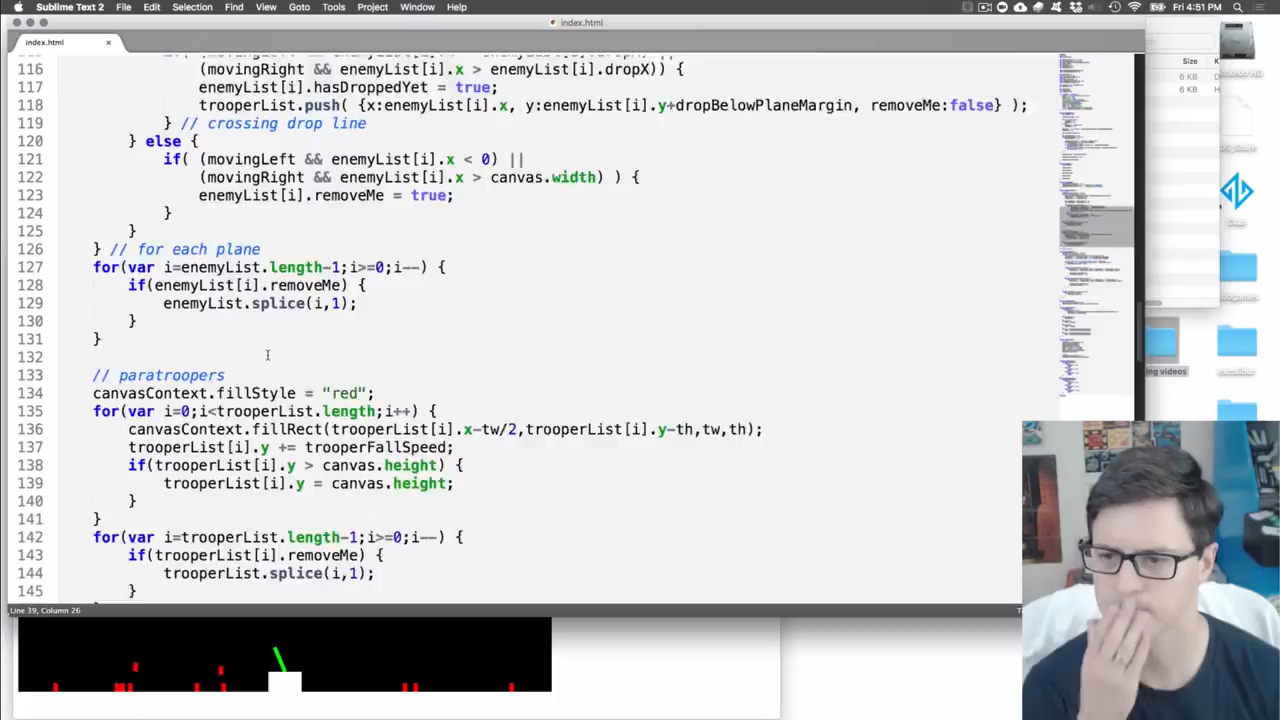 Sublime Text 2 File Edit Selection Find View Goto Tools Project Window Help
Fri 4:51 PM
index.html
index.html
116 (movingRight && enemyList[i].x > enemyList[i].dropX)) {
117 enemyList[i].hasDroppedYet = true;
118 trooperList.push( {x:enemyList[i].x, y:enemyList[i].y+dropBelowPlaneMargin, removeMe:false} );
119 } // crossing drop line
120 } else
121 if( (movingLeft && enemyList[i].x < 0) ||
122 (movingRight && enemyList[i].x > canvas.width) ) {
123 enemyList[i].removeMe = true;
124 }
125 }
126 } // for each plane
127 for(var i=enemyList.length-1;i>=0;i--) {
128 if(enemyList[i].removeMe) {
129 enemyList.splice(i,1);
130 }
131 }
132
133 // paratroopers
134 canvasContext.fillStyle = "red";
135 for(var i=0;i<trooperList.length;i++) {
136 canvasContext.fillRect(trooperList[i].x-tw/2,trooperList[i].y-th,tw,th);
137 trooperList[i].y += trooperFallSpeed;
138 if(trooperList[i].y > canvas.height) {
139 trooperList[i].y = canvas.height;
140 }
141 }
142 for(var i=trooperList.length-1;i>=0;i--) {
143 if(trooperList[i].removeMe) {
144 trooperList.splice(i,1);
145 }
Line 39, Column 26
Size
6 KB
6 KB
ing videos